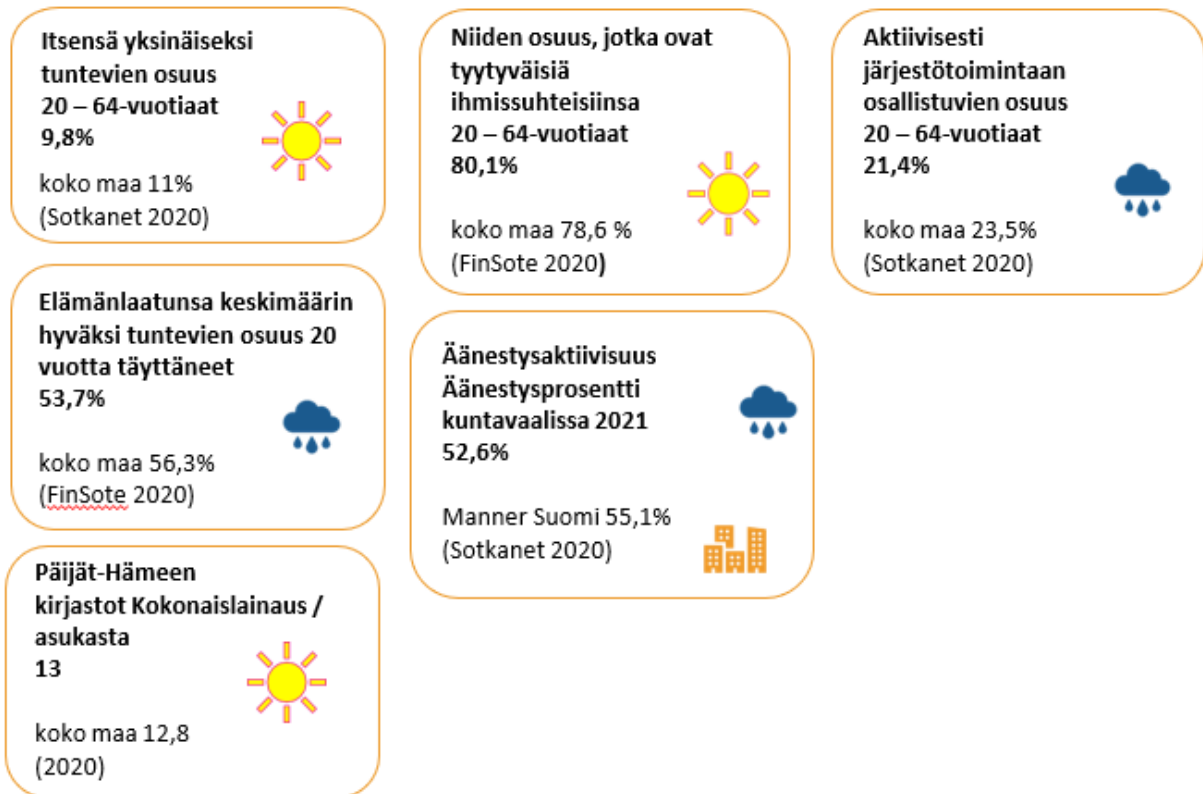 Itsensä yksinäiseksi
tuntevien osuus
20 – 64-vuotiaat
9,8%
koko maa 11%
(Sotkanet 2020)
Niiden osuus, jotka ovat
tyytyväisiä
ihmissuhteisiinsa
20 – 64-vuotiaat
80,1%
koko maa 78,6 %
(FinSote 2020)
Aktiivisesti
järjestötoimintaan
osallistuvien osuus
20 – 64-vuotiaat
21,4%
koko maa 23,5%
(Sotkanet 2020)
Elämänlaatunsa keskimäärin
hyväksi tuntevien osuus 20
vuotta täyttäneet
53,7%
koko maa 56,3%
(FinSote 2020)
Äänestysaktiivisuus
Äänestysprosentti
kuntavaalissa 2021
52,6%
Manner Suomi 55,1%
(Sotkanet 2020)
Päijät-Hämeen
kirjastot Kokonaislainaus /
asukasta
13
koko maa 12,8
(2020)